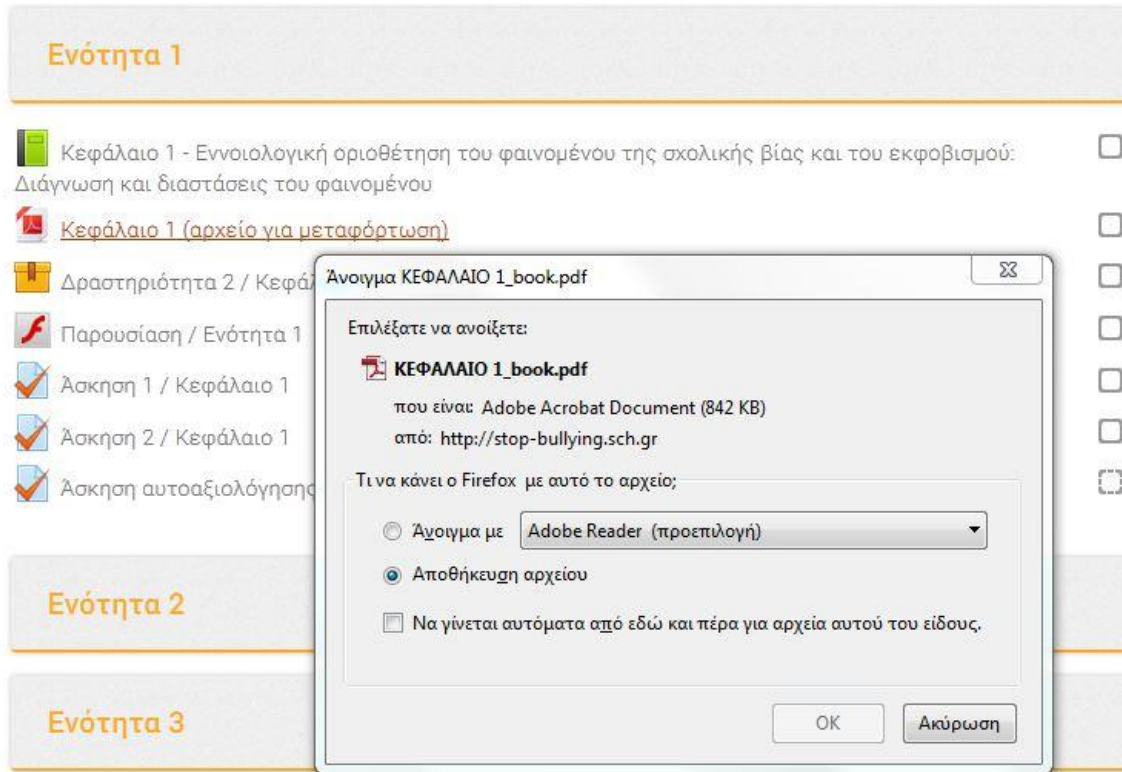 Ενότητα 1
Κεφάλαιο 1 - Εννοιολογική οριοθέτηση του φαινομένου της σχολικής βίας και του εκφοβισμού:
Διάγνωση και διαστάσεις του φαινομένου
Κεφάλαιο 1 (αρχείο για μεταφόρτωση)
Δραστηριότητα 2 / Κεφάλ
Παρουσίαση / Ενότητα 1
Άσκηση 1 / Κεφάλαιο 1
Άσκηση 2 / Κεφάλαιο 1
Άσκηση αυτοαξιολόγησης
Ενότητα 2
Ενότητα 3
Άνοιγμα ΚΕΦΑΛΑΙΟ 1_book.pdf
Επιλέξατε να ανοίξετε:
ΚΕΦΑΛΑΙΟ 1_book.pdf
που είναι: Adobe Acrobat Document (842 KB)
από: http://stop-bullying.sch.gr
Τι να κάνει ο Firefox με αυτό το αρχείο;
Άνοιγμα με Adobe Reader (προεπιλογή)
Αποθήκευση αρχείου
Να γίνεται αυτόματα από εδώ και πέρα για αρχεία αυτού του είδους.
OK Ακύρωση